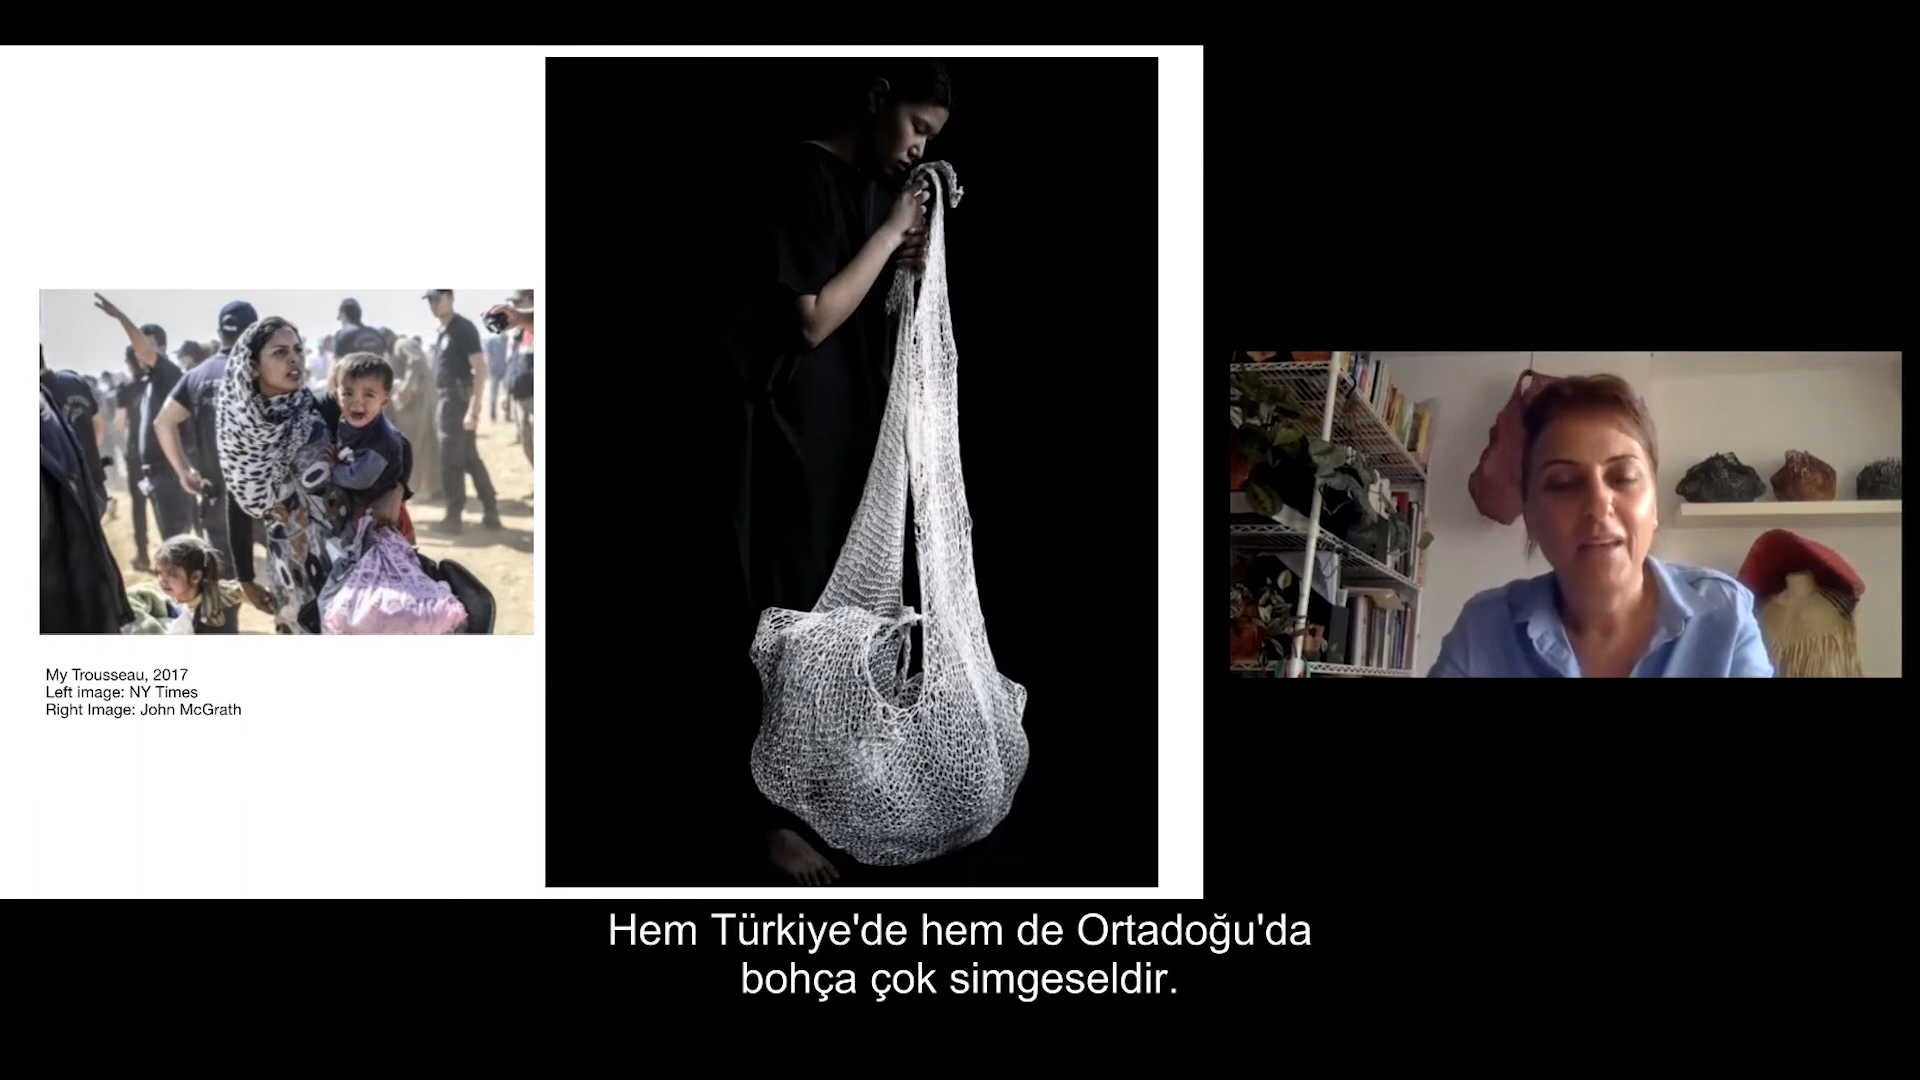 My Trousseau, 2017
Left image: NY Times
Right Image: John McGrath
Hem Türkiye'de hem de Ortadoğu'da
bohça çok simgeseldir.